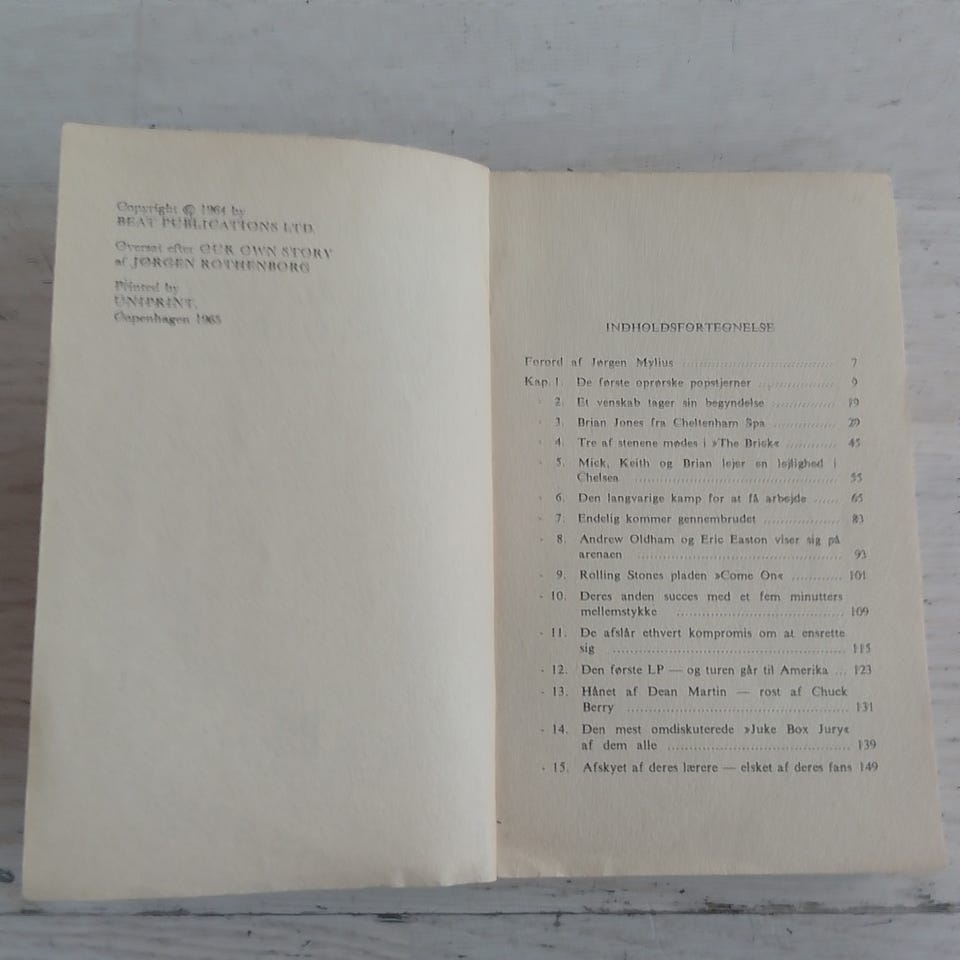 Copyright © 1964 by
BEAT PUBLICATIONS LTD.
Oversat efter OUR OWN STORY
af JØRGEN ROTHENBORG
Printed by
UNIPRINT,
Copenhagen 1965
INDHOLDSFORTEGNELSE
Forord af Jørgen Mylius ........ 7
Kap. 1. De første oprørske popstjerner ........ 9
- 2. Et venskab tager sin begyndelse ........ 19
- 3. Brian Jones fra Cheltenham Spa ........ 29
- 4. Tre af stenene mødes i »The Brick« ........ 45
- 5. Mick, Keith og Brian lejer en lejlighed i
Chelsea ........ 55
- 6. Den langvarige kamp for at få arbejde ...... 65
- 7. Endelig kommer gennembrudet ........ 83
- 8. Andrew Oldham og Eric Easton viser sig på
arenaen ........ 93
- 9. Rolling Stones pladen »Come On« ........ 101
- 10. Deres anden succes med et fem minutters
mellemstykke ........ 109
- 11. De afslår ethvert kompromis om at ensrette
sig ........ 115
- 12. Den første LP — og turen går til Amerika ... 123
- 13. Hånet af Dean Martin — rost af Chuck
Berry ........ 131
- 14. Den mest omdiskuterede »Juke Box Jury«
af dem alle ........ 139
- 15. Afskyet af deres lærere — elsket af deres fans 149